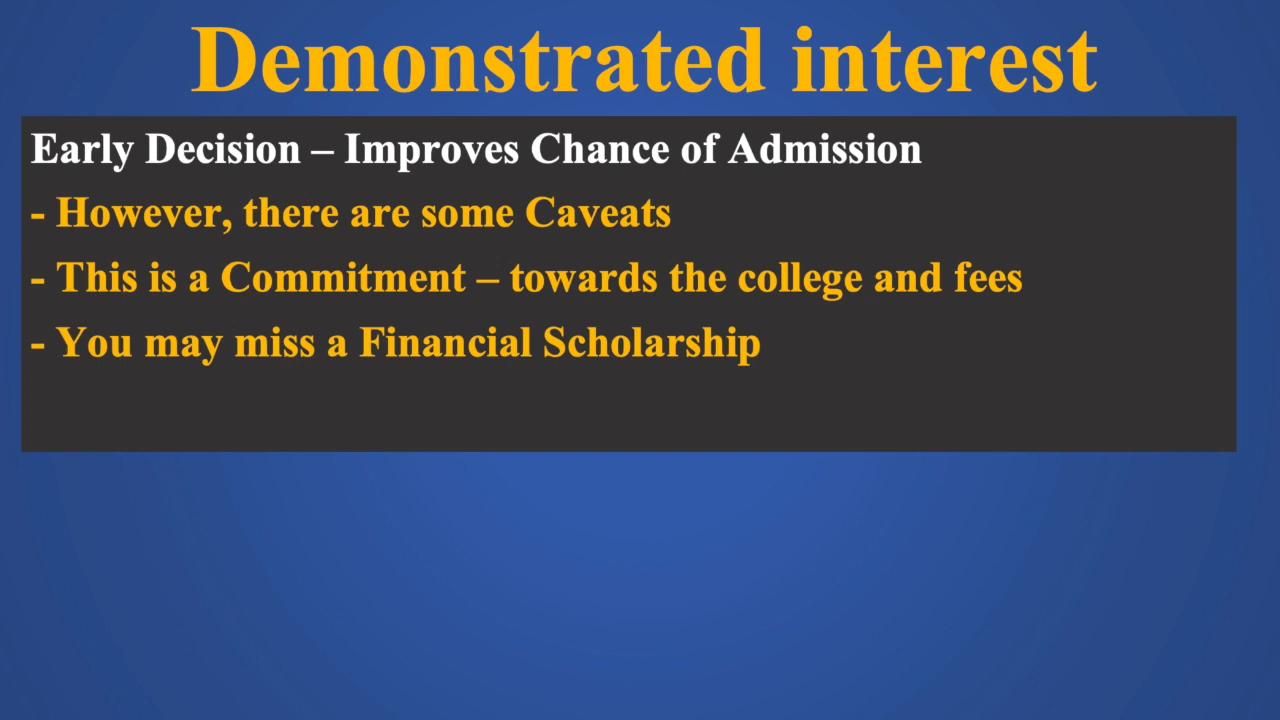 Demonstrated interest
Early Decision – Improves Chance of Admission
- However, there are some Caveats
- This is a Commitment – towards the college and fees
- You may miss a Financial Scholarship